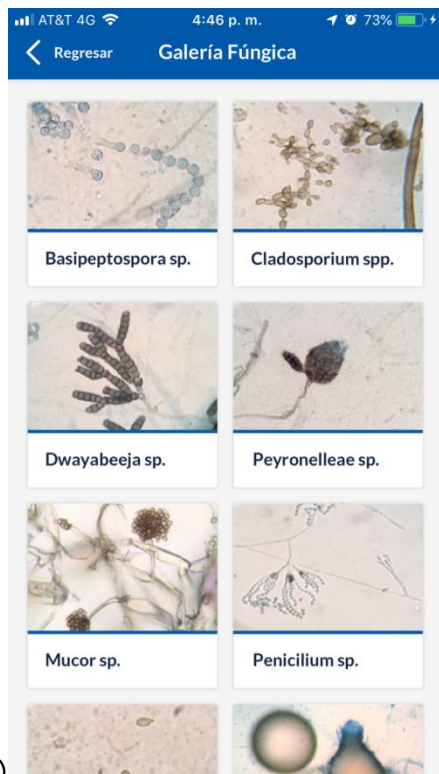 AT&T 4G 4:46 p. m. 73%
Regresar Galería Fúngica
Basipeptospora sp. Cladosporium spp.
Dwayabeeja sp. Peyronelleae sp.
Mucor sp. Penicilium sp.
)